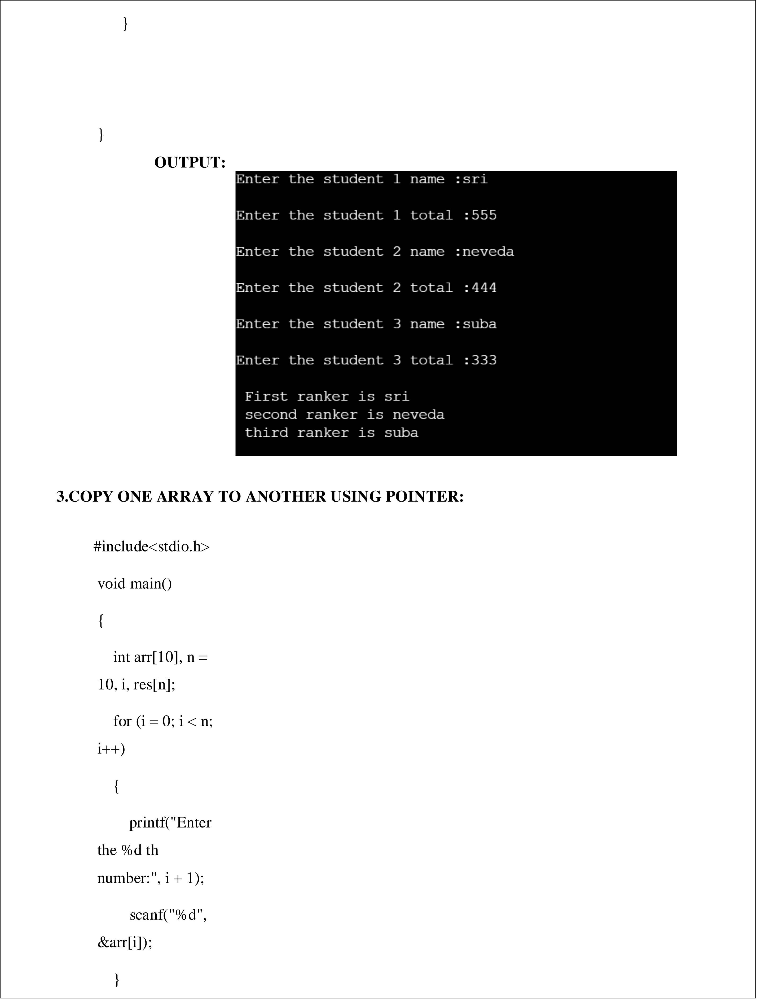 }
}
OUTPUT:
Enter the student 1 name :sri
Enter the student 1 total :555
Enter the student 2 name :neveda
Enter the student 2 total :444
Enter the student 3 name :suba
Enter the student 3 total :333
First ranker is sri
second ranker is neveda
third ranker is suba
3.COPY ONE ARRAY TO ANOTHER USING POINTER:
#include<stdio.h>
void main()
{
int arr[10], n =
10, i, res[n];
for (i = 0; i < n;
i++)
{
printf("Enter
the %d th
number:", i + 1);
scanf("%d",
&arr[i]);
}